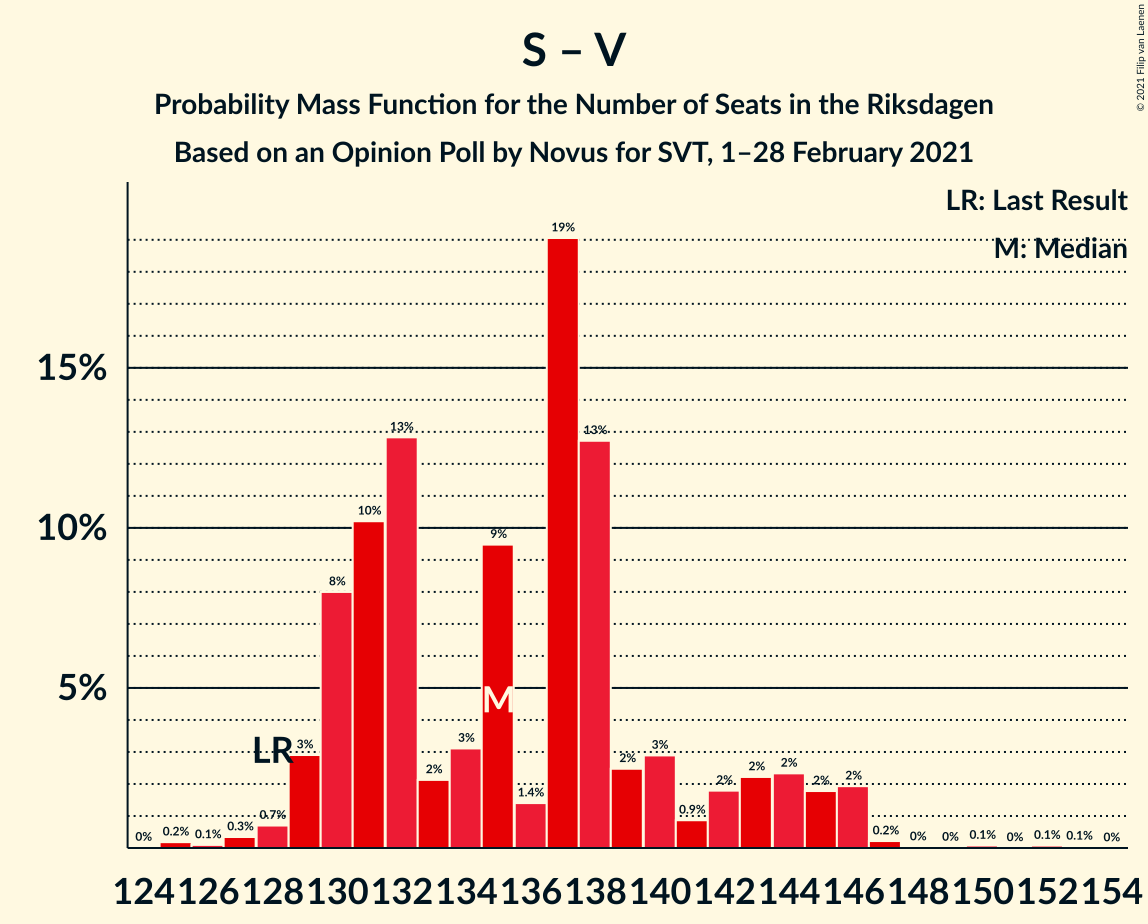 S – V
Probability Mass Function for the Number of Seats in the Riksdagen
Based on an Opinion Poll by Novus for SVT, 1–28 February 2021
© 2021 Filip van Laenen
LR: Last Result
M: Median
15%
10%
5%
0% 0.2% 0.1% 0.3% 0.7% 3% 8% 10% 13% 2% 3% 9% 1.4% 19% 13% 2% 3% 0.9% 2% 2% 2% 2% 2% 0.2% 0% 0% 0.1% 0% 0.1% 0.1% 0%
LR
M
124 126 128 130 132 134 136 138 140 142 144 146 148 150 152 154